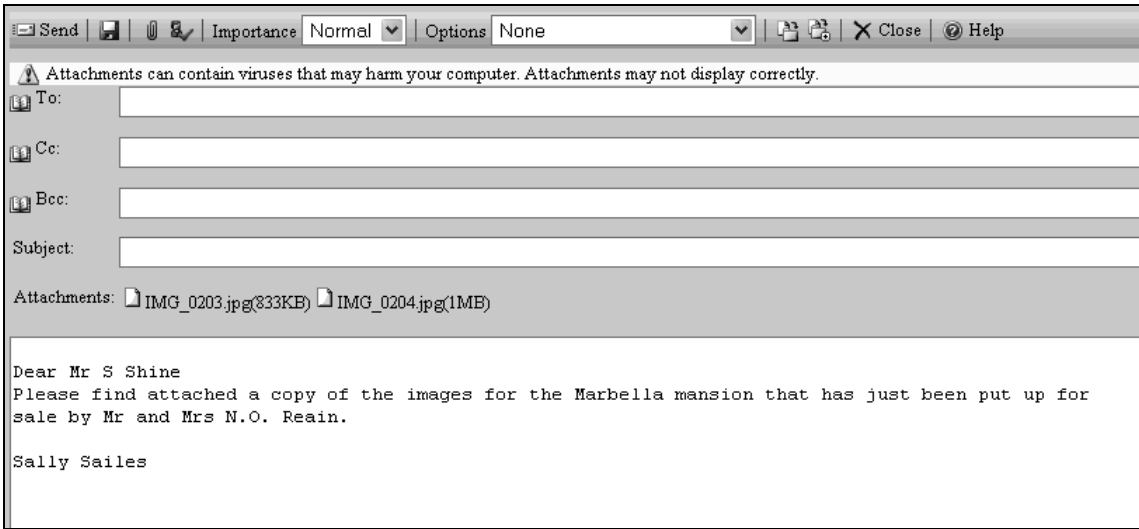 Send Importance Normal Options None Close Help
Attachments can contain viruses that may harm your computer. Attachments may not display correctly.
To:
Cc:
Bcc:
Subject:
Attachments: IMG_0203.jpg(833KB) IMG_0204.jpg(1MB)
Dear Mr S Shine
Please find attached a copy of the images for the Marbella mansion that has just been put up for
sale by Mr and Mrs N.O. Reain.
Sally Sailes